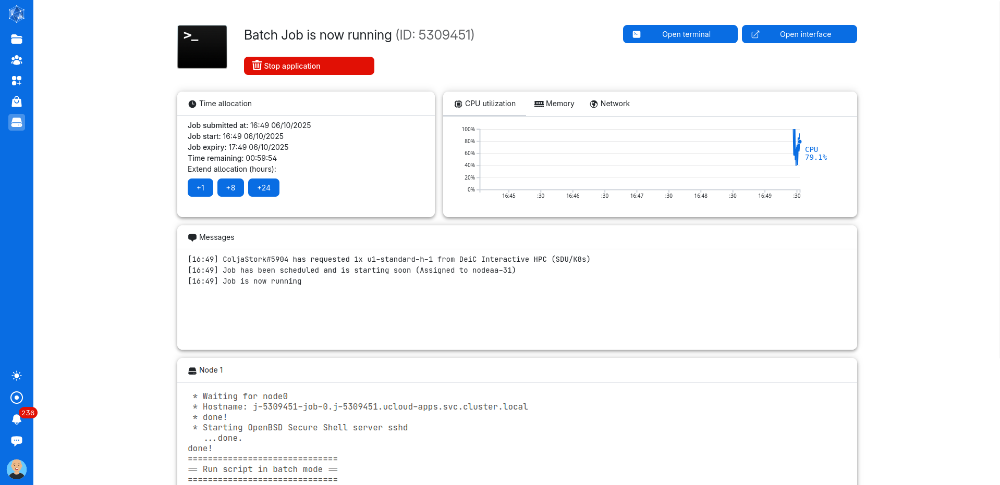 >_
Batch Job is now running (ID: 5309451)
Open terminal
Open interface
Stop application
Time allocation
Job submitted at: 16:49 06/10/2025
Job start: 16:49 06/10/2025
Job expiry: 17:49 06/10/2025
Time remaining: 00:59:54
Extend allocation (hours):
+1 +8 +24
CPU utilization Memory Network
100%
80%
60%
40%
20%
0%
16:45 :30 16:46 :30 16:47 :30 16:48 :30 16:49 :30
CPU
79.1%
Messages
[16:49] ColjaStork#5904 has requested 1x u1-standard-h-1 from DeiC Interactive HPC (SDU/K8s)
[16:49] Job has been scheduled and is starting soon (Assigned to nodeaa-31)
[16:49] Job is now running
Node 1
* Waiting for node0
* Hostname: j-5309451-job-0.j-5309451.ucloud-apps.svc.cluster.local
* done!
* Starting OpenBSD Secure Shell server sshd
...done.
done!
==============================
== Run script in batch mode ==
==============================
236